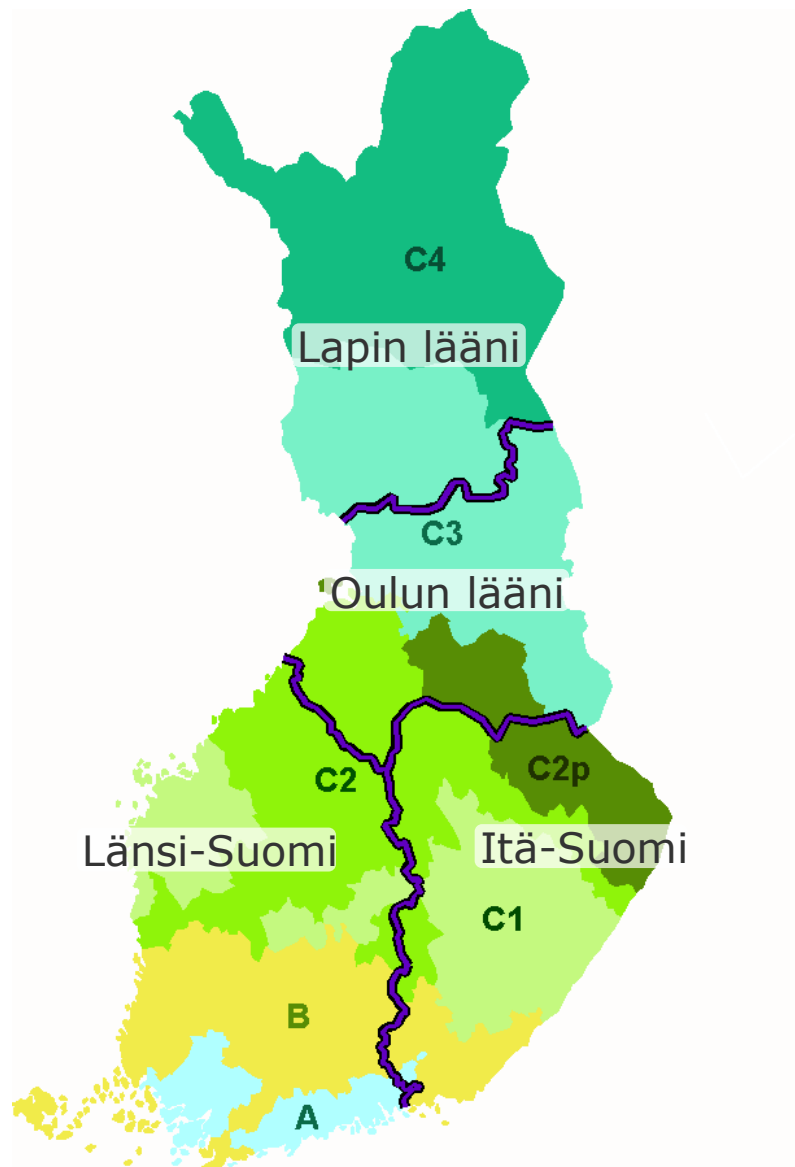 C4
Lapin lääni
C3
Oulun lääni
C2
C2p
Länsi-Suomi
Itä-Suomi
C1
B
A